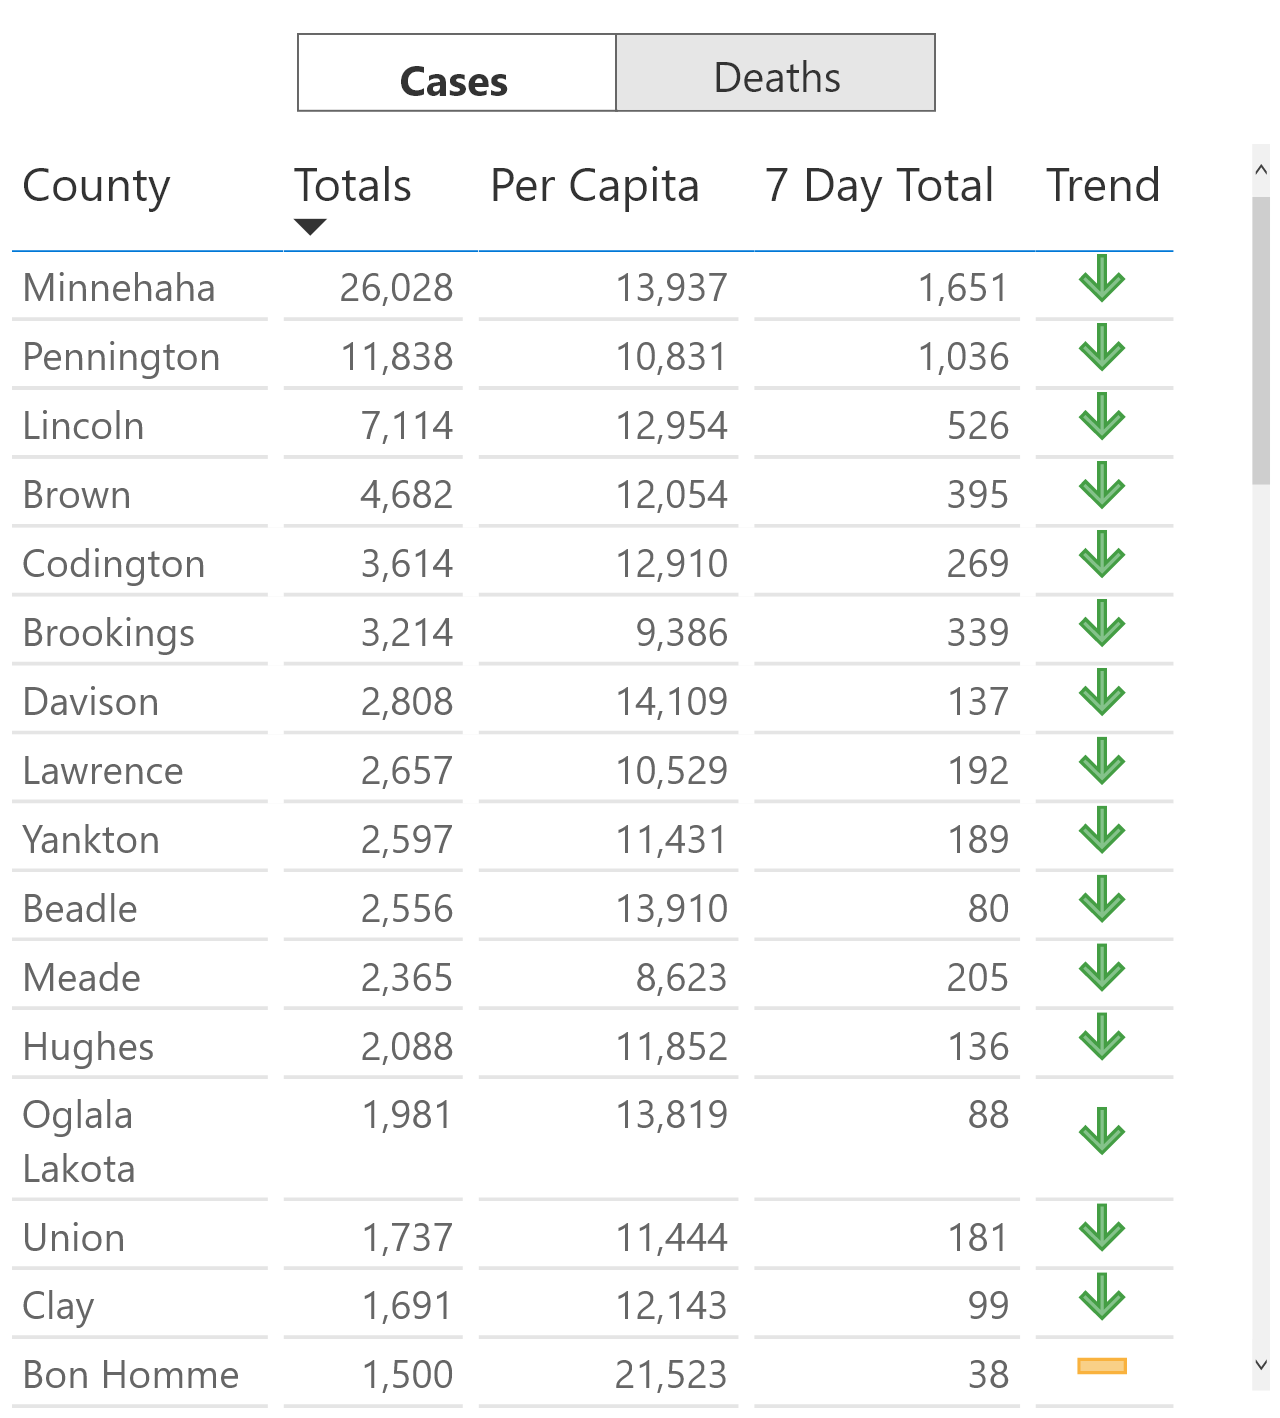 Cases Deaths
County Totals Per Capita 7 Day Total Trend
Minnehaha 26,028 13,937 1,651
Pennington 11,838 10,831 1,036
Lincoln 7,114 12,954 526
Brown 4,682 12,054 395
Codington 3,614 12,910 269
Brookings 3,214 9,386 339
Davison 2,808 14,109 137
Lawrence 2,657 10,529 192
Yankton 2,597 11,431 189
Beadle 2,556 13,910 80
Meade 2,365 8,623 205
Hughes 2,088 11,852 136
Oglala 1,981 13,819 88
Lakota
Union 1,737 11,444 181
Clay 1,691 12,143 99
Bon Homme 1,500 21,523 38